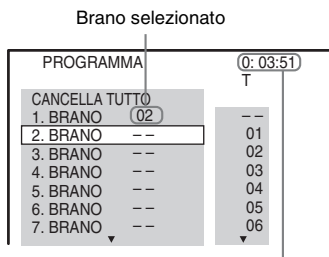 Brano selezionato
PROGRAMMA 0: 03:51
T
CANCELLA TUTTO
1. BRANO 02 – –
2. BRANO – – 01
3. BRANO – – 02
4. BRANO – – 03
5. BRANO – – 04
6. BRANO – – 05
7. BRANO – – 06